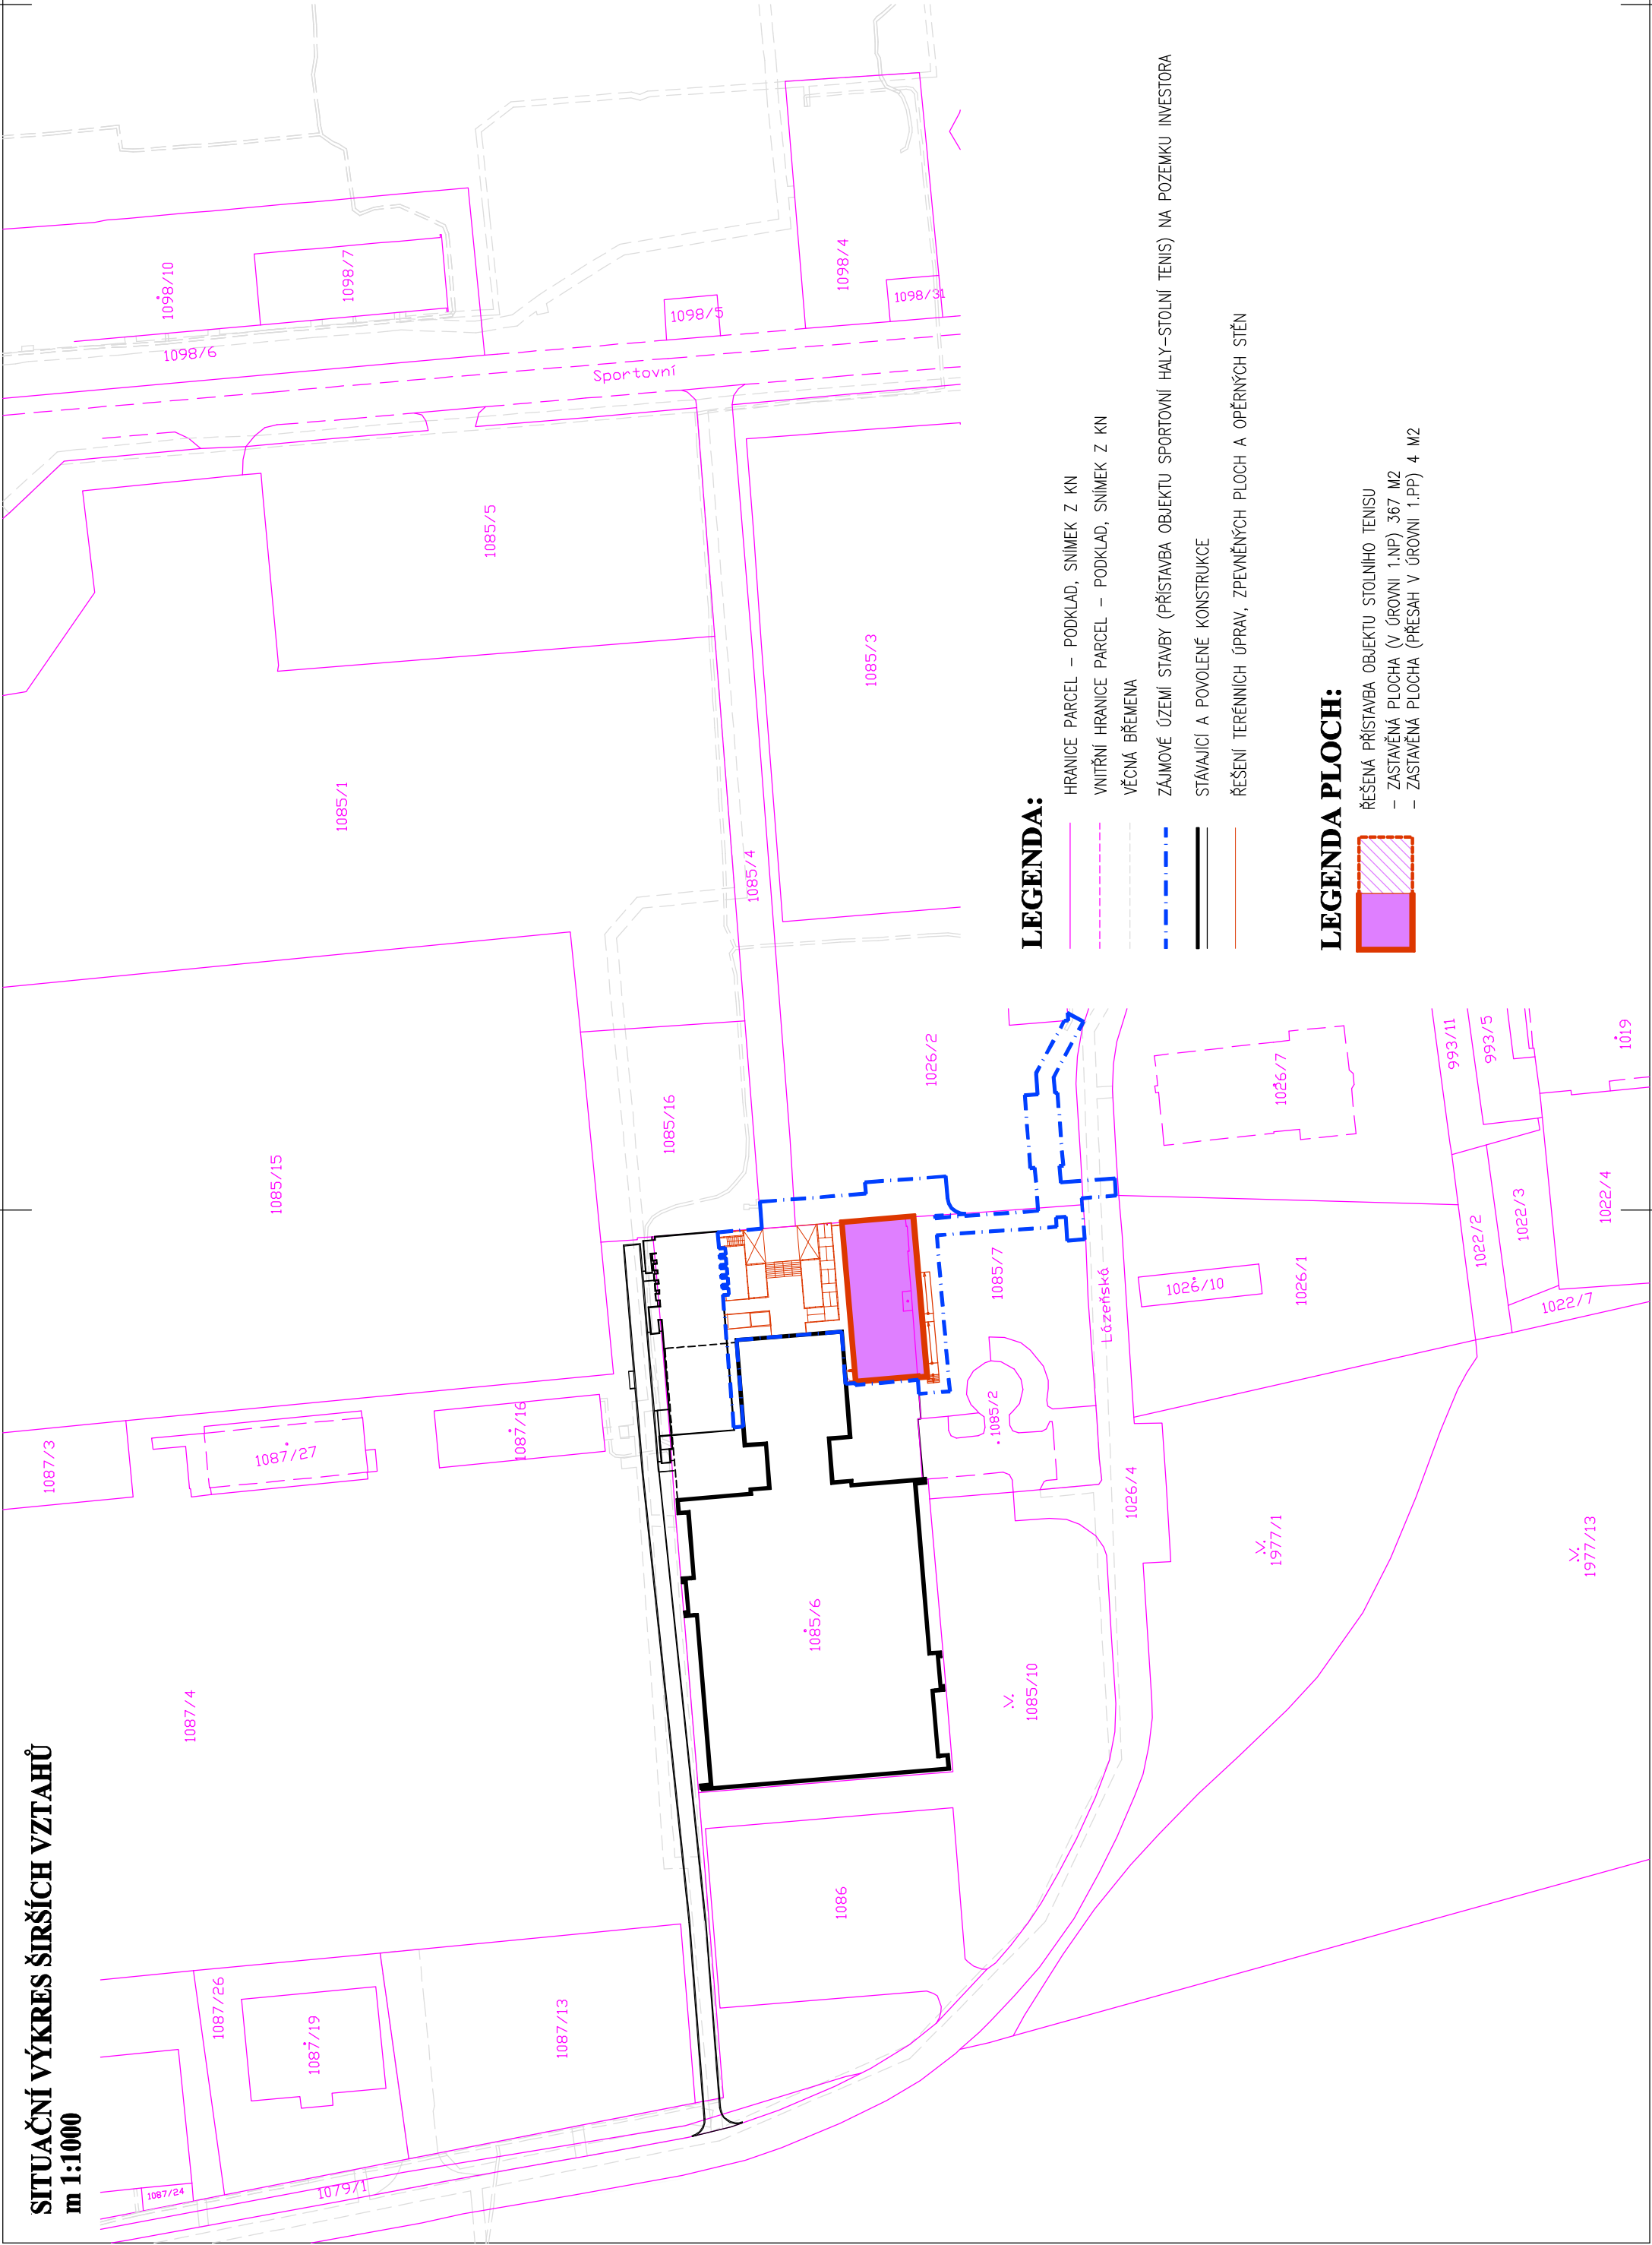 SITUAČNÍ VÝKRES ŠIRŠÍCH VZTAHŮ
m 1:1000
1087/24
1079/1
1087/26
1087/19
1087/13
1086
1087/4
1087/3
1087/27
1087/16
1085/6
1085/10
1085/2
1085/7
Lázeňská
1026/4
1977/1
1977/13
1085/15
1085/16
1026/2
1026/10
1026/1
1026/7
1022/2
1022/3
1022/4
1022/7
993/11
993/5
1019
1085/1
1085/4
1085/3
1085/5
Sportovní
1098/6
1098/10
1098/7
1098/5
1098/4
1098/31
LEGENDA:
HRANICE PARCEL – PODKLAD, SNÍMEK Z KN
VNITŘNÍ HRANICE PARCEL – PODKLAD, SNÍMEK Z KN
VĚCNÁ BŘEMENA
ZÁJMOVÉ ÚZEMÍ STAVBY (PŘÍSTAVBA OBJEKTU SPORTOVNÍ HALY-STOLNÍ TENIS) NA POZEMKU INVESTORA
STÁVAJÍCÍ A POVOLENÉ KONSTRUKCE
ŘEŠENÍ TERÉNNÍCH ÚPRAV, ZPEVNĚNÝCH PLOCH A OPĚRNÝCH STĚN
LEGENDA PLOCH:
ŘEŠENÁ PŘÍSTAVBA OBJEKTU STOLNÍHO TENISU
– ZASTAVĚNÁ PLOCHA (V ÚROVNI 1.NP) 367 M2
– ZASTAVĚNÁ PLOCHA (PŘESAH V ÚROVNI 1.PP) 4 M2